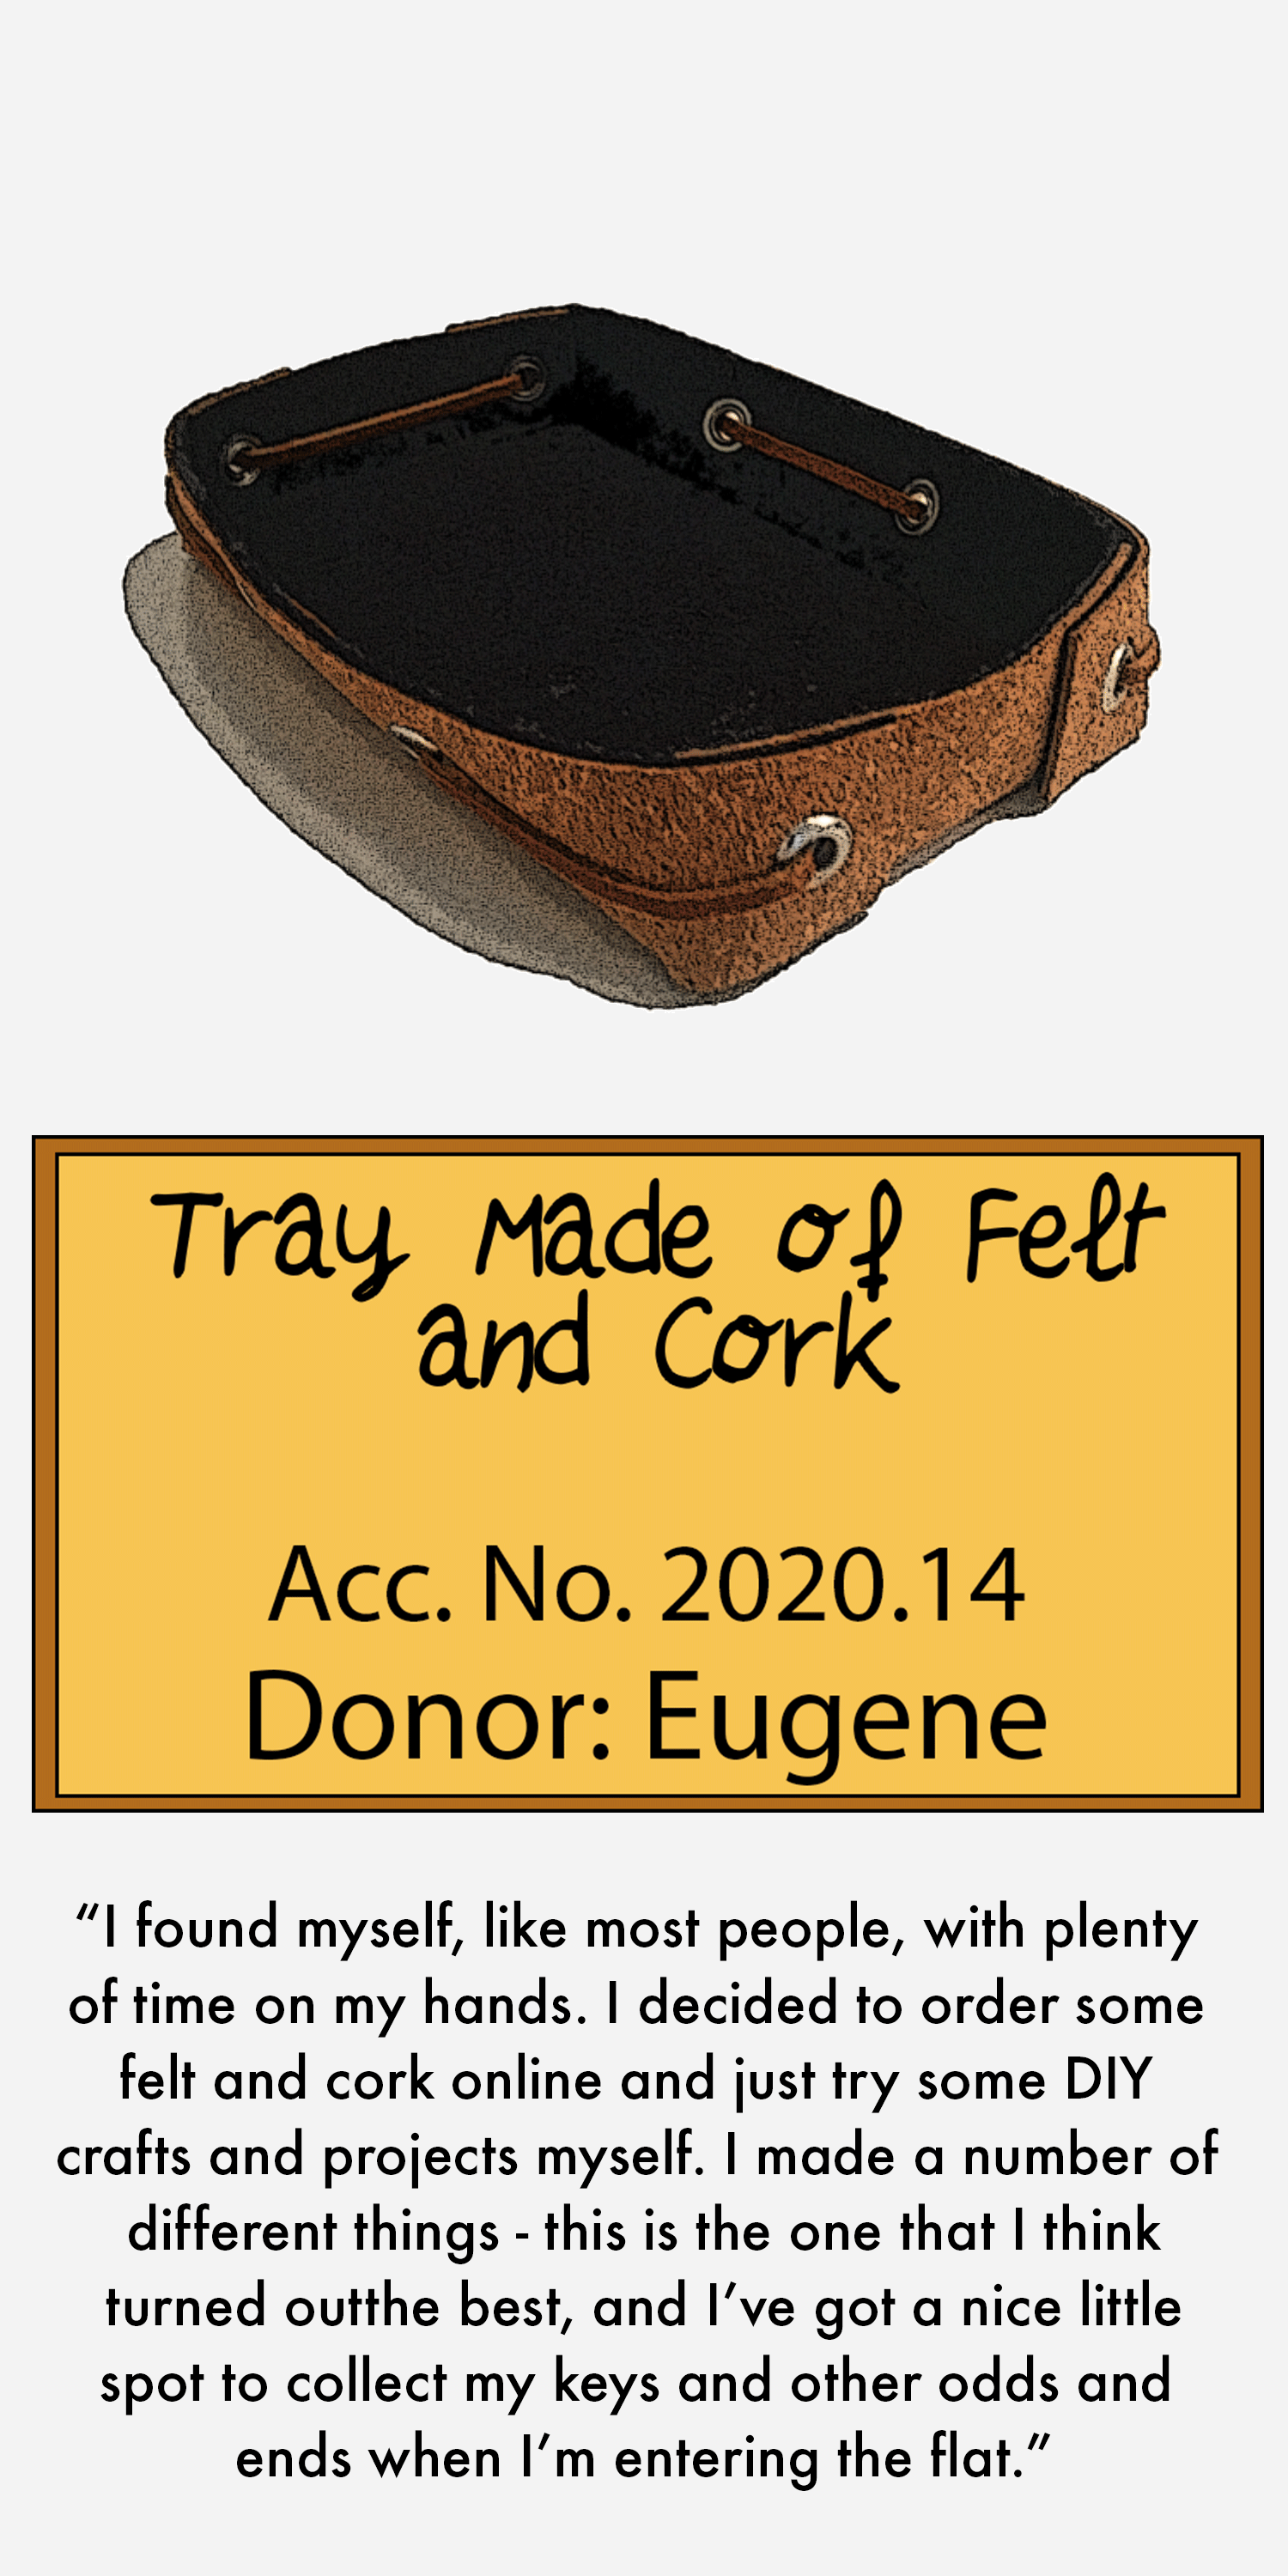 Tray Made of Felt
and Cork
Acc. No. 2020.14
Donor: Eugene
“I found myself, like most people, with plenty
of time on my hands. I decided to order some
felt and cork online and just try some DIY
crafts and projects myself. I made a number of
different things - this is the one that I think
turned outthe best, and I’ve got a nice little
spot to collect my keys and other odds and
ends when I’m entering the flat.”